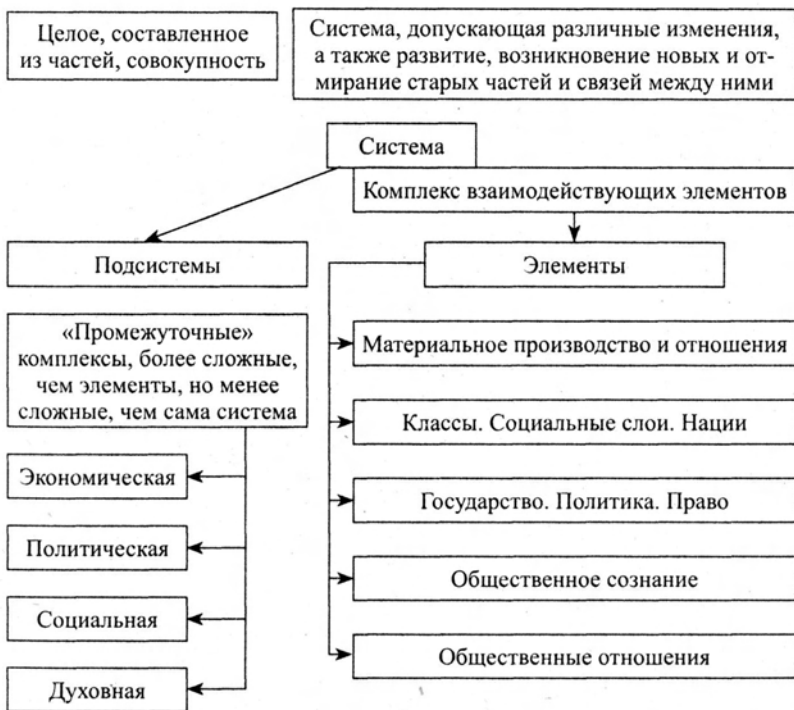 Целое, составленное
из частей, совокупность
Система, допускающая различные изменения,
а также развитие, возникновение новых и от-
мирание старых частей и связей между ними
Система
Комплекс взаимодействующих элементов
Подсистемы
Элементы
«Промежуточные»
комплексы, более сложные,
чем элементы, но менее
сложные, чем сама система
Экономическая
Политическая
Социальная
Духовная
Материальное производство и отношения
Классы. Социальные слои. Нации
Государство. Политика. Право
Общественное сознание
Общественные отношения